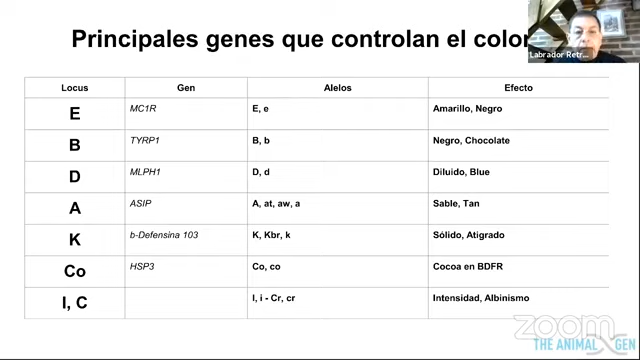 Principales genes que controlan el colo
Labrador Retr...
Locus Gen Alelos Efecto
E MC1R E, e Amarillo, Negro
B TYRP1 B, b Negro, Chocolate
D MLPH1 D, d Diluido, Blue
A ASIP A, at, aw, a Sable, Tan
K b-Defensina 103 K, Kbr, k Sólido, Atigrado
Co HSP3 Co, co Cocoa en BDFR
I, C I, i - Cr, cr Intensidad, Albinismo
zoom
THE ANIMAL GEN